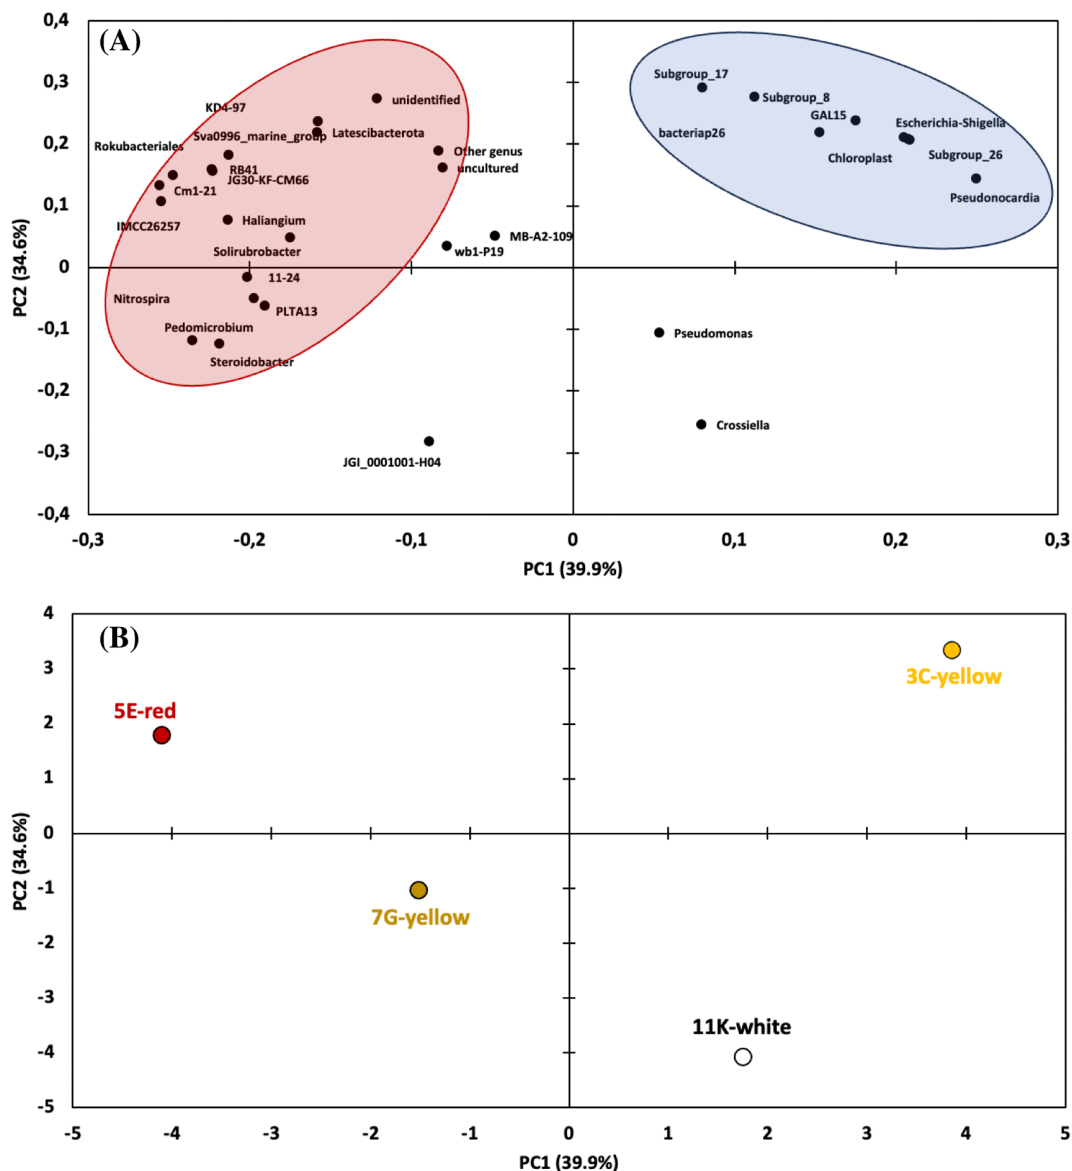 (A)
0,4
0,3
0,2
0,1
0
-0,1
-0,2
-0,3
-0,4
PC2 (34.6%)
KD4-97
unidentified
Sva0996_marine_group
Latescibacterota
Rokubacteriales
RB41
Other genus
JG30-KF-CM66
uncultured
Cm1-21
IMCC26257
Haliangium
MB-A2-109
Solirubrobacter
wb1-P19
11-24
Nitrospira
PLTA13
Pedomicrobium
Steroidobacter
JGI_0001001-H04
Subgroup_17
Subgroup_8
GAL15
Escherichia-Shigella
bacteriap26
Chloroplast
Subgroup_26
Pseudonocardia
Pseudomonas
Crossiella
-0,3 -0,2 -0,1 0 0,1 0,2 0,3
PC1 (39.9%)
(B)
4
3
2
1
0
-1
-2
-3
-4
-5
PC2 (34.6%)
3C-yellow
5E-red
7G-yellow
11K-white
-5 -4 -3 -2 -1 0 1 2 3 4 5
PC1 (39.9%)